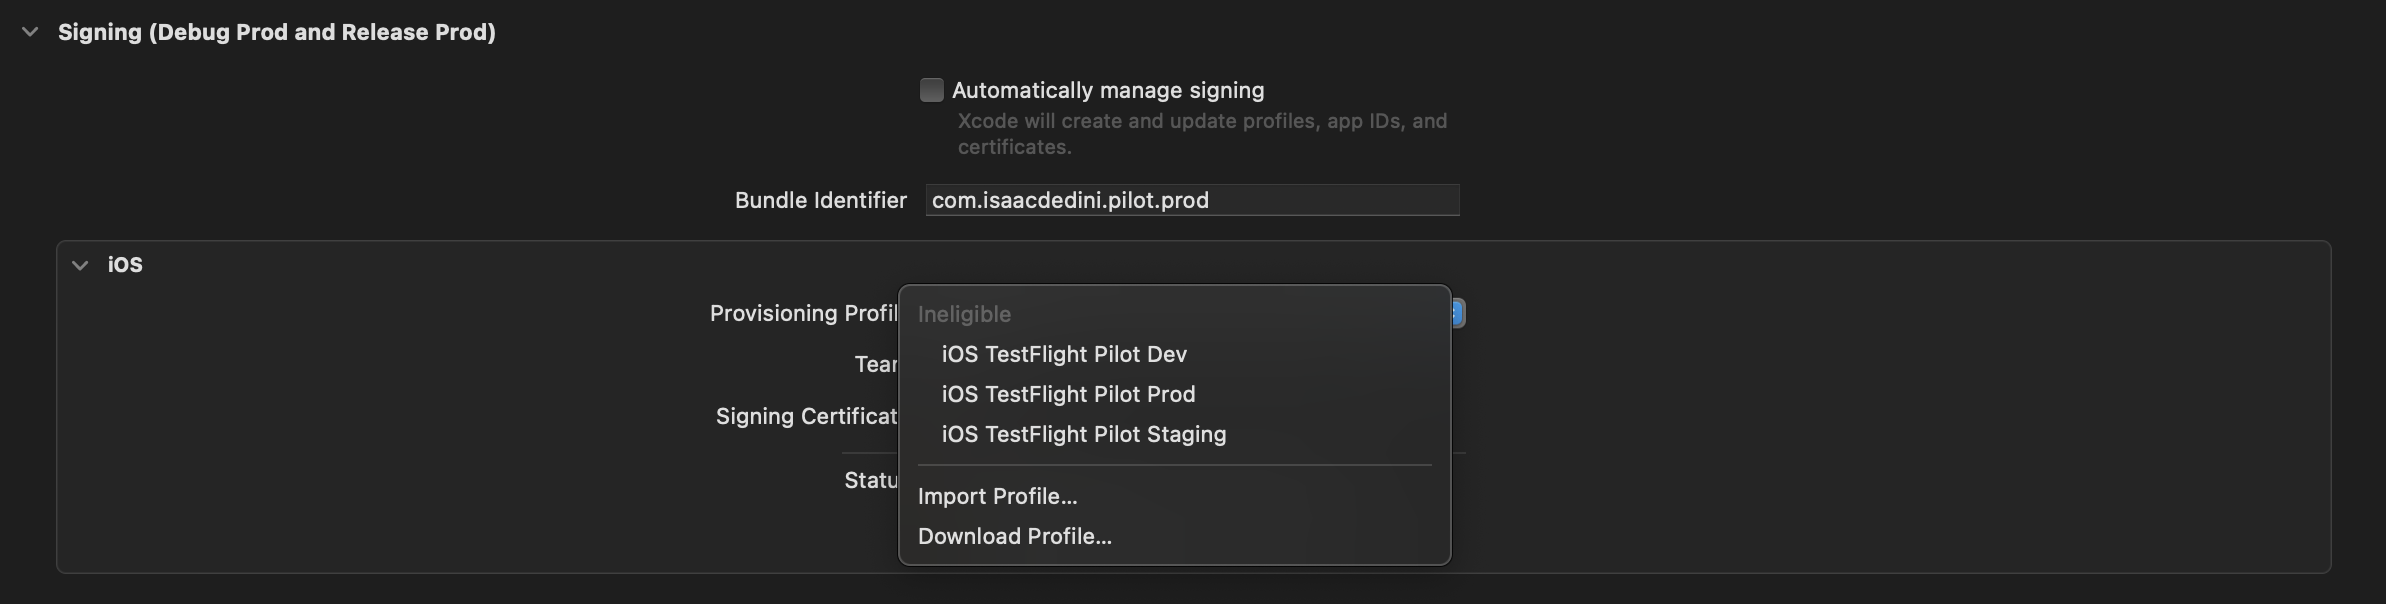 Signing (Debug Prod and Release Prod)
Automatically manage signing
Xcode will create and update profiles, app IDs, and
certificates.
Bundle Identifier com.isaacdedini.pilot.prod
iOS
Provisioning Profil
Ineligible
iOS TestFlight Pilot Dev
Tear
iOS TestFlight Pilot Prod
Signing Certificat
iOS TestFlight Pilot Staging
Statu
Import Profile...
Download Profile...